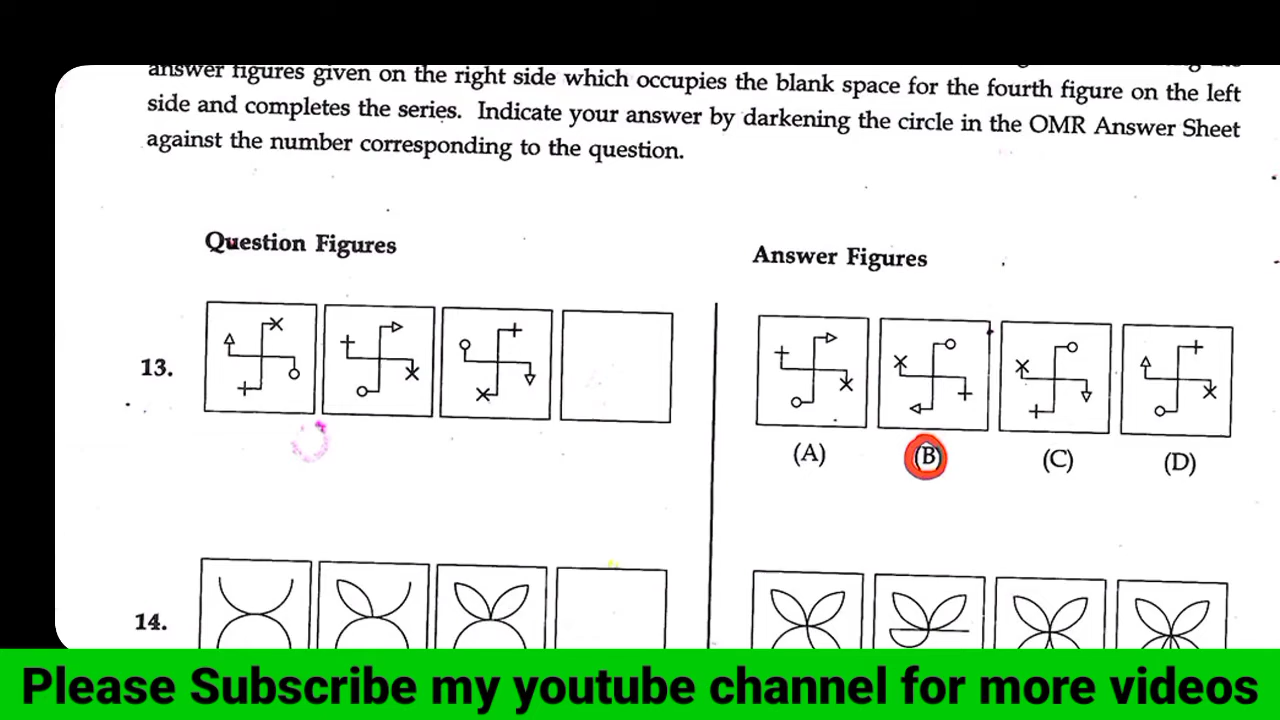 answer figures given on the right side which occupies the blank space for the fourth figure on the left
side and completes the series. Indicate your answer by darkening the circle in the OMR Answer Sheet
against the number corresponding to the question.
Question Figures
Answer Figures
13.
(A)
(B)
(C)
(D)
14.
Please Subscribe my youtube channel for more videos